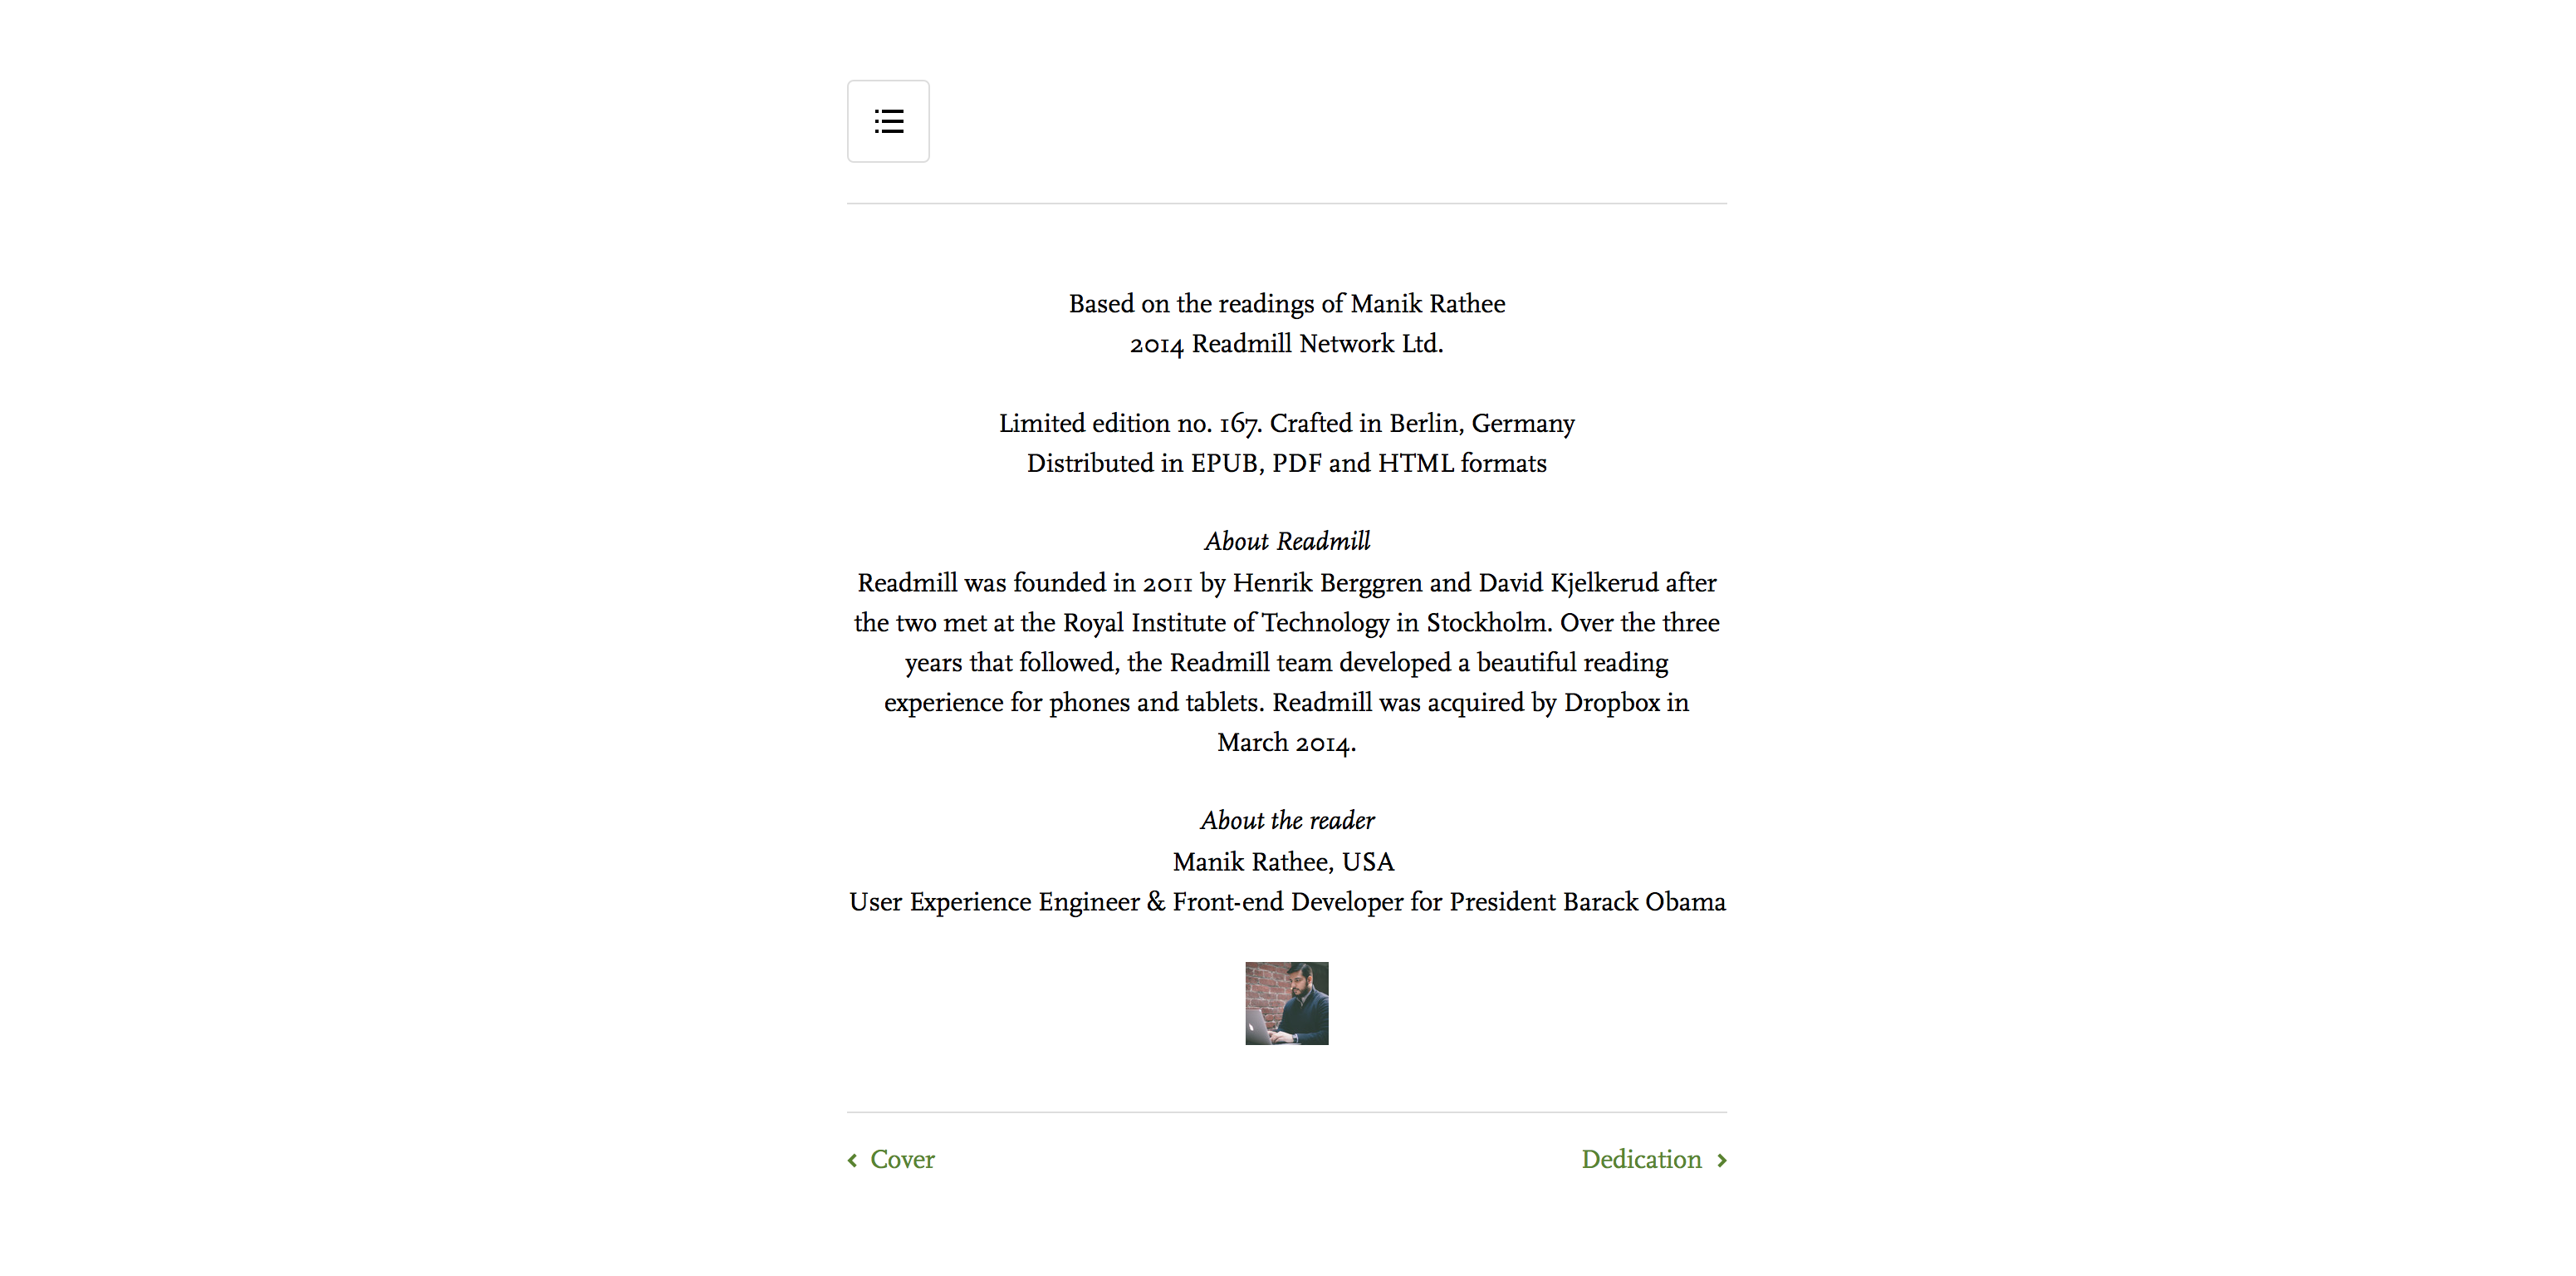 Based on the readings of Manik Rathee
2014 Readmill Network Ltd.
Limited edition no. 167. Crafted in Berlin, Germany
Distributed in EPUB, PDF and HTML formats
About Readmill
Readmill was founded in 2011 by Henrik Berggren and David Kjelkerud after
the two met at the Royal Institute of Technology in Stockholm. Over the three
years that followed, the Readmill team developed a beautiful reading
experience for phones and tablets. Readmill was acquired by Dropbox in
March 2014.
About the reader
Manik Rathee, USA
User Experience Engineer & Front-end Developer for President Barack Obama
Cover
Dedication